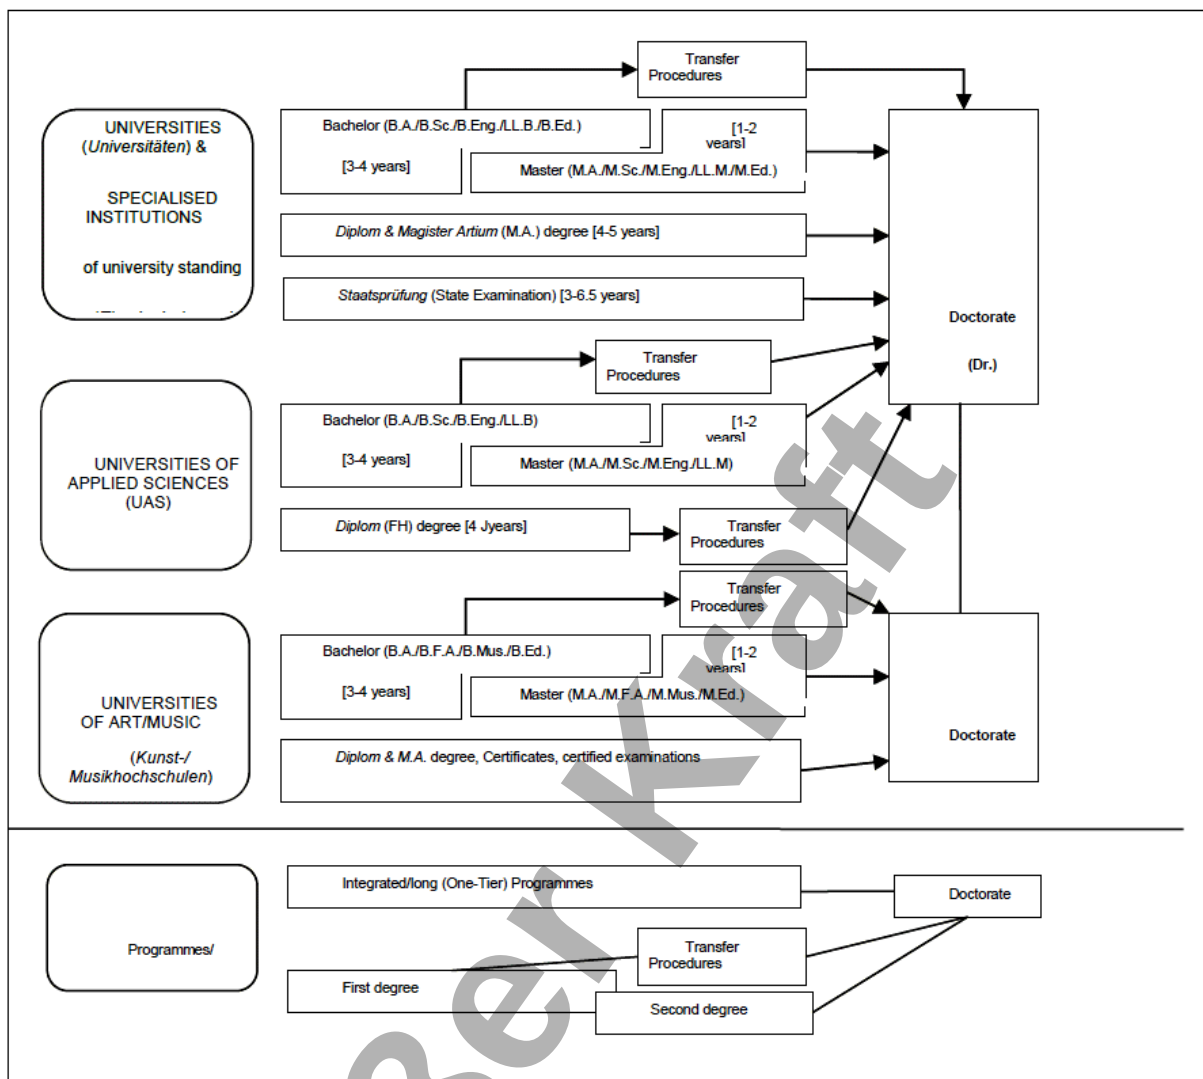 Transfer
Procedures
UNIVERSITIES
(Universitäten) &
SPECIALISED
INSTITUTIONS
of university standing
Bachelor (B.A./B.Sc./B.Eng./LL.B./B.Ed.)
[3-4 years]
[1-2
years]
Master (M.A./M.Sc./M.Eng./LL.M./M.Ed.)
Diplom & Magister Artium (M.A.) degree [4-5 years]
Staatsprüfung (State Examination) [3-6.5 years]
Doctorate
(Dr.)
Transfer
Procedures
UNIVERSITIES OF
APPLIED SCIENCES
(UAS)
Bachelor (B.A./B.Sc./B.Eng./LL.B)
[3-4 years]
[1-2
years]
Master (M.A./M.Sc./M.Eng./LL.M)
Diplom (FH) degree [4 Jyears]
Transfer
Procedures
Transfer
Procedures
UNIVERSITIES
OF ART/MUSIC
(Kunst-/
Musikhochschulen)
Bachelor (B.A./B.F.A./B.Mus./B.Ed.)
[3-4 years]
[1-2
years]
Master (M.A./M.F.A./M.Mus./M.Ed.)
Diplom & M.A. degree, Certificates, certified examinations
Doctorate
Programmes/
Integrated/long (One-Tier) Programmes
Doctorate
Transfer
Procedures
First degree
Second degree
ßer Kraft